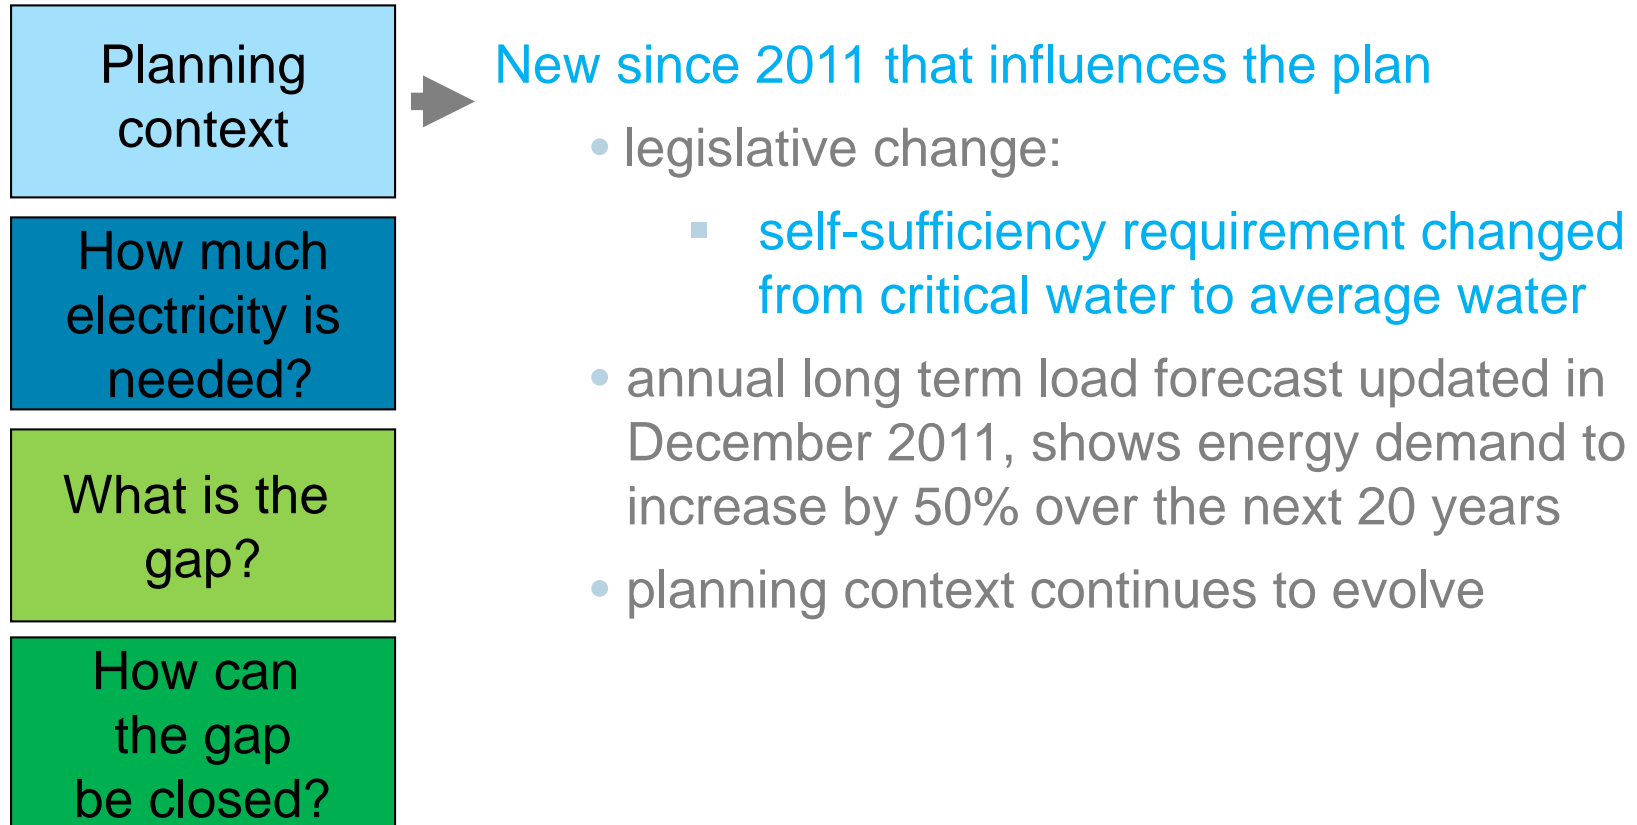 Planning
context
How much
electricity is
needed?
What is the
gap?
How can
the gap
be closed?
New since 2011 that influences the plan
• legislative change:
▪ self-sufficiency requirement changed
from critical water to average water
• annual long term load forecast updated in
December 2011, shows energy demand to
increase by 50% over the next 20 years
• planning context continues to evolve